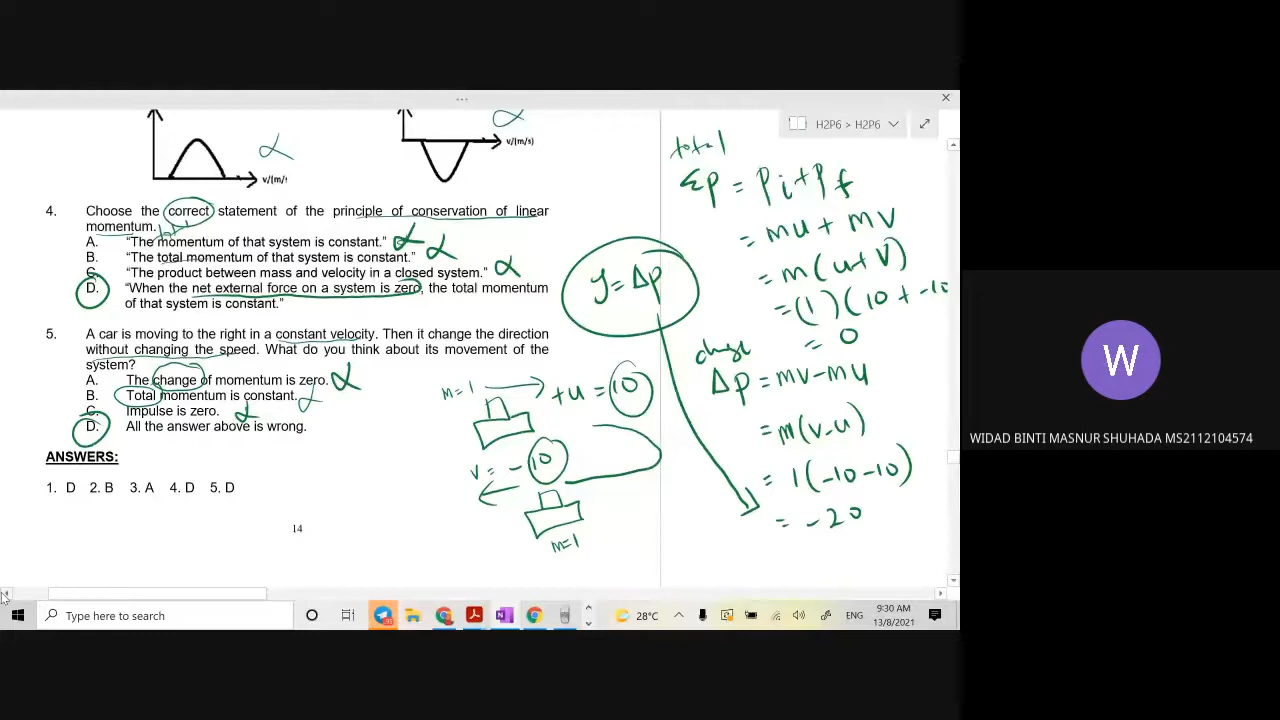 H2P6 > H2P6
α
v/(m/s)
α
v/(m/s)
4. Choose the correct statement of the principle of conservation of linear
momentum.
A. “The momentum of that system is constant.” α
B. “The total momentum of that system is constant.” α
C. “The product between mass and velocity in a closed system.” α
D. “When the net external force on a system is zero, the total momentum
of that system is constant.”
5. A car is moving to the right in a constant velocity. Then it change the direction
without changing the speed. What do you think about its movement of the
system?
A. The change of momentum is zero. α
B. Total momentum is constant. α
C. Impulse is zero. α
D. All the answer above is wrong.
ANSWERS:
1. D 2. B 3. A 4. D 5. D
14
m=1
+u = 10
v = -10
m=1
J = Δp
total
Σp = pi + pf
= mu + mv
= m(u+v)
= (1)(10 + -10
= 0
change
Δp = mv - mu
= m(v-u)
= 1(-10-10)
= -20
W
WIDAD BINTI MASNUR SHUHADA MS2112104574
Type here to search
28°C
ENG
9:30 AM
13/8/2021